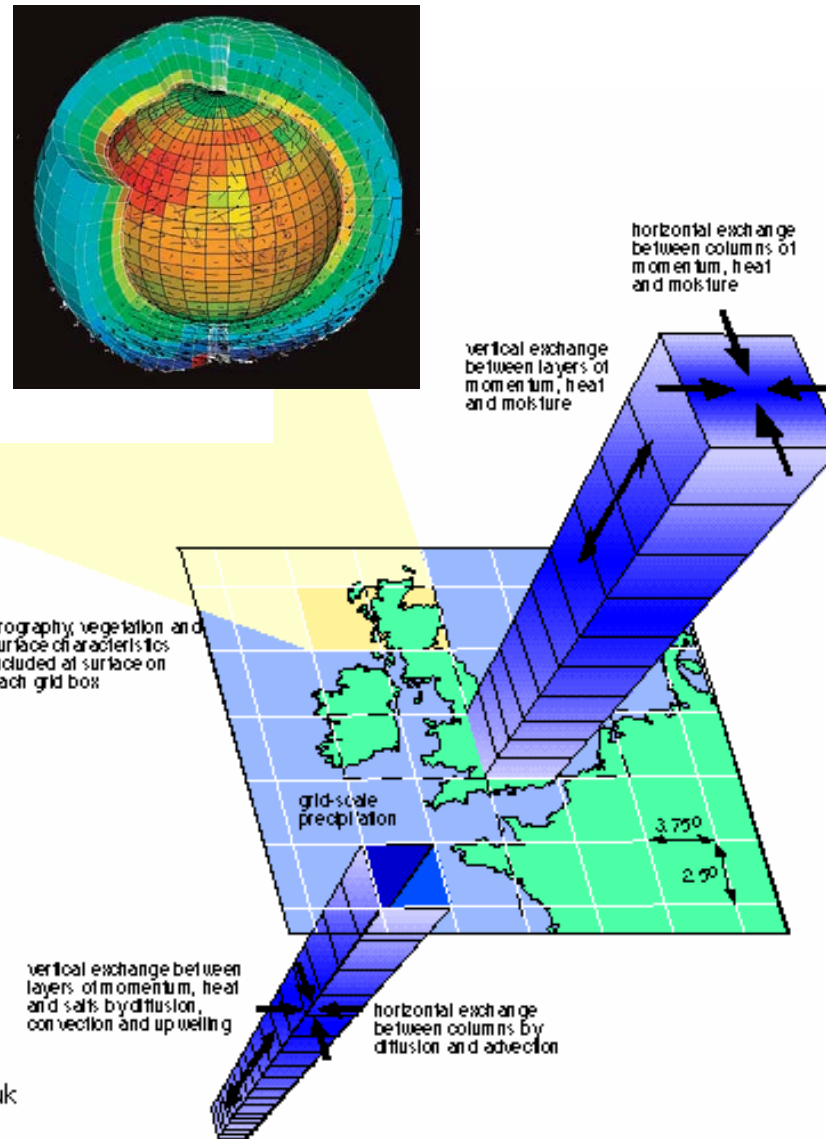 horizontal exchange
between columns of
momentum, heat
and moisture
vertical exchange
between layers of
momentum, heat
and moisture
rography, vegetation and
urface characteristics
cluded at surface on
ach grid box
grid-scale
precipitation
3.75°
2.5°
vertical exchange between
layers of momentum, heat
and salts by diffusion,
convection and upwelling
horizontal exchange
between columns by
diffusion and advection
uk